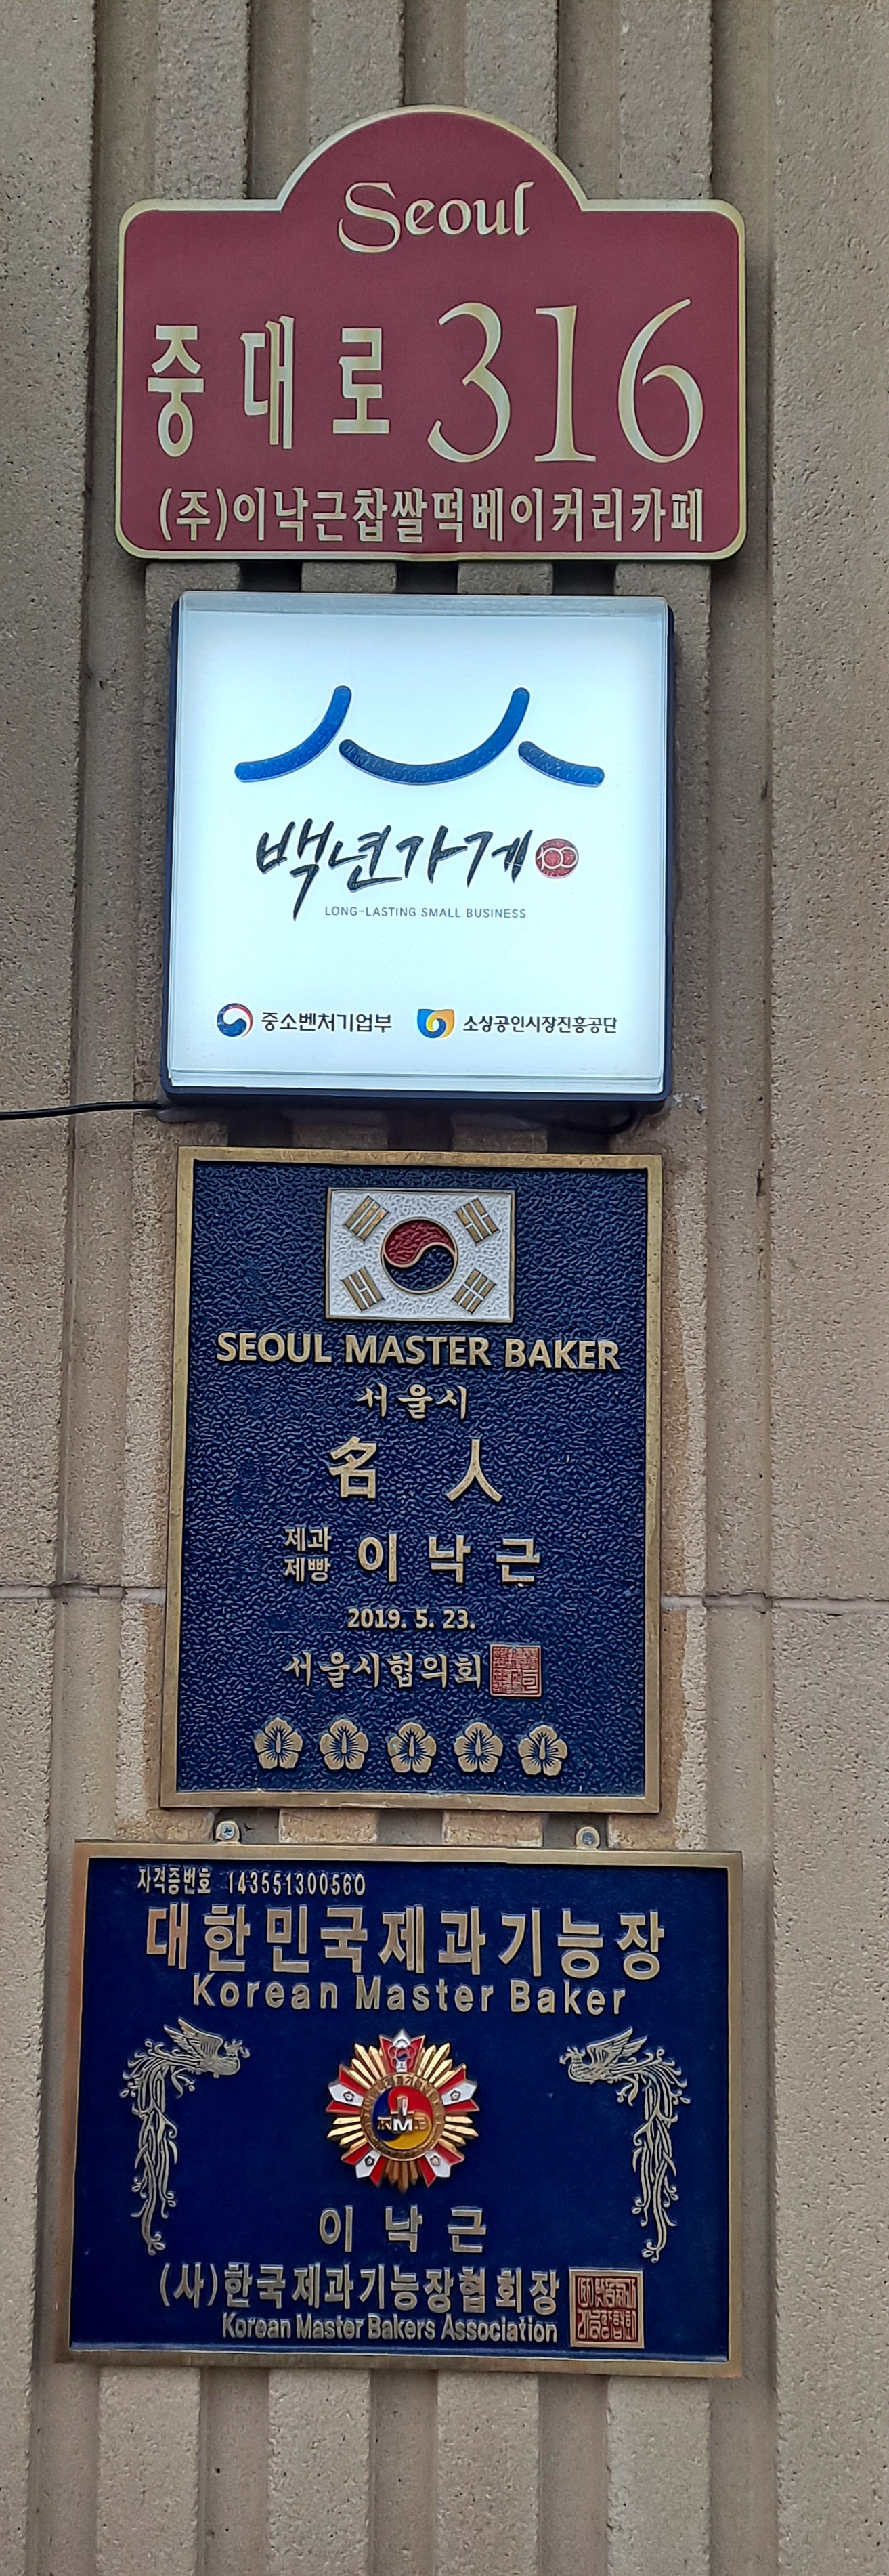 Seoul
중대로 316
(주)이낙근찹쌀떡베이커리카페
백년가게 100
LONG-LASTING SMALL BUSINESS
중소벤처기업부 소상공인시장진흥공단
SEOUL MASTER BAKER
서울시
名 人
제과
제빵
이낙근
2019. 5. 23.
서울시협의회
자격증번호 143551300560
대한민국제과기능장
Korean Master Baker
KMB
이낙근
(사)한국제과기능장협회장
Korean Master Bakers Association